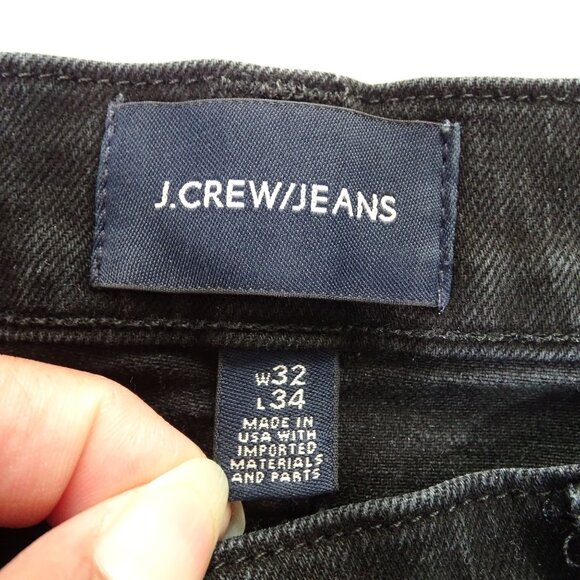 J.CREW/JEANS
W32
L34
MADE IN
USA WITH
IMPORTED
MATERIALS
AND PARTS